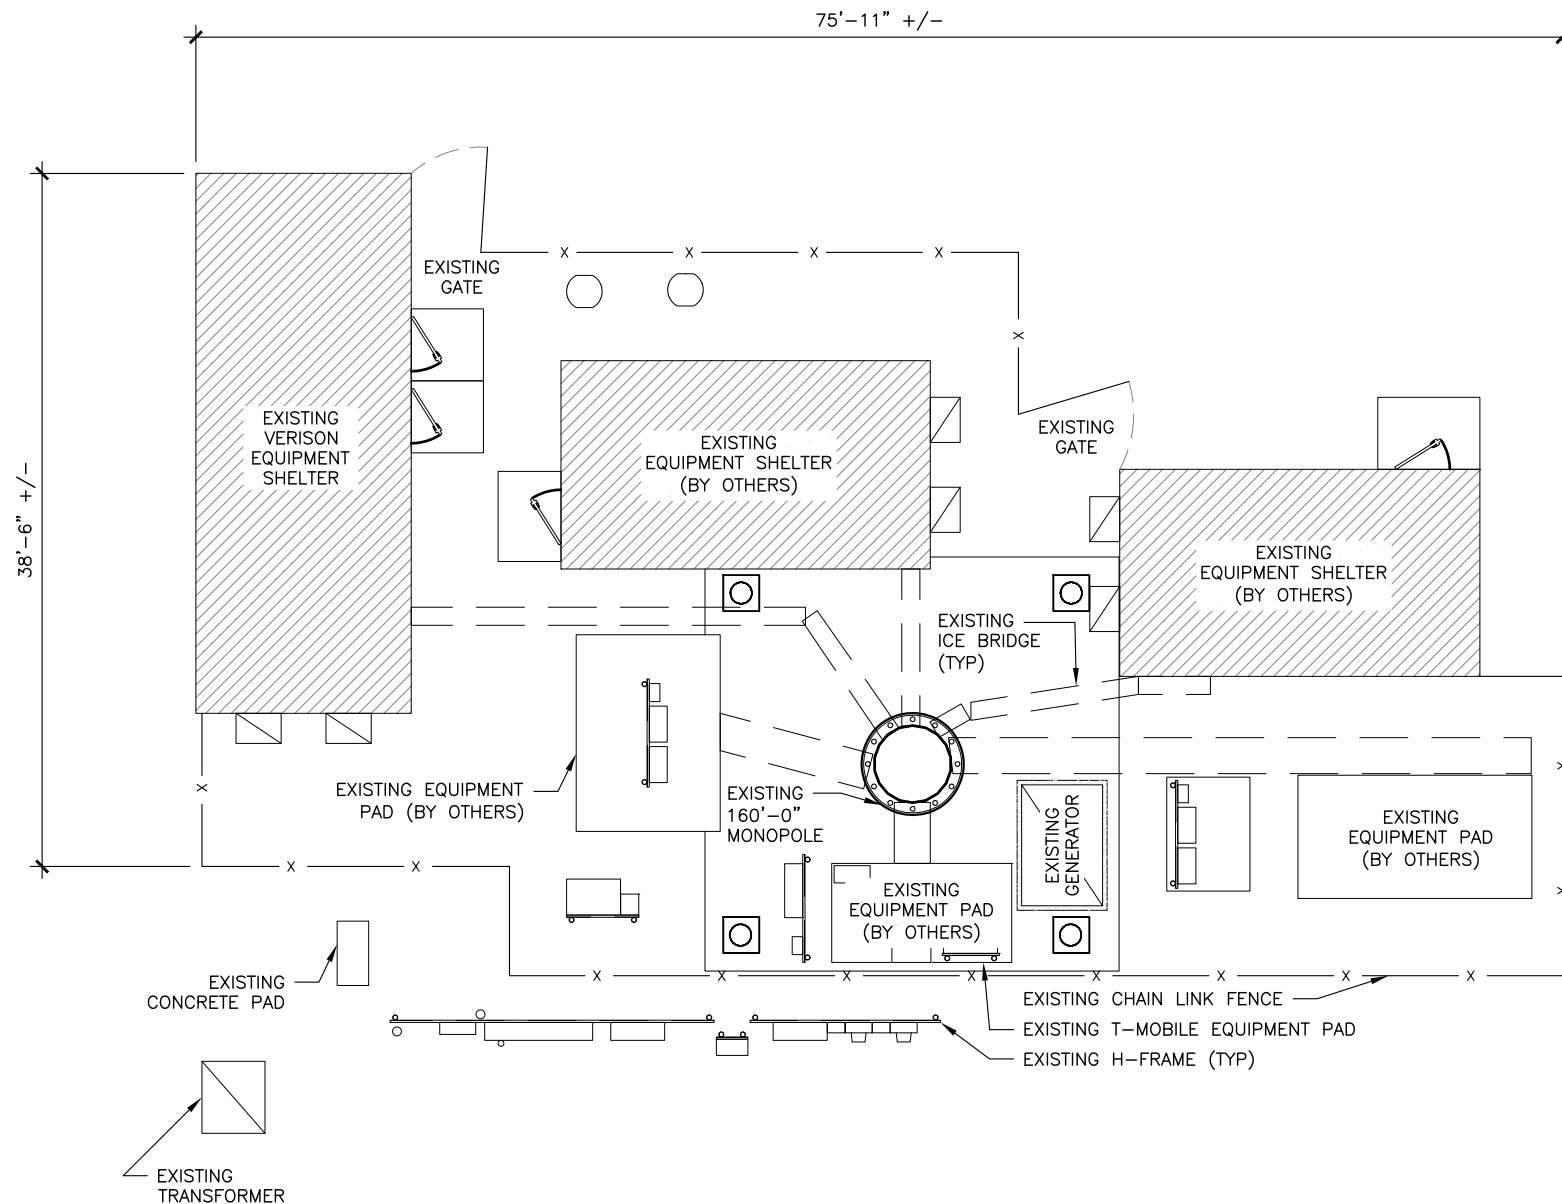 75'-11" +/-
38'-6" +/-
EXISTING
GATE
EXISTING
VERISON
EQUIPMENT
SHELTER
EXISTING
EQUIPMENT SHELTER
(BY OTHERS)
EXISTING
GATE
EXISTING
EQUIPMENT SHELTER
(BY OTHERS)
EXISTING
ICE BRIDGE
(TYP)
EXISTING EQUIPMENT
PAD (BY OTHERS)
EXISTING
160'-0"
MONOPOLE
EXISTING
GENERATOR
EXISTING
EQUIPMENT PAD
(BY OTHERS)
EXISTING
EQUIPMENT PAD
(BY OTHERS)
EXISTING
CONCRETE PAD
EXISTING CHAIN LINK FENCE
EXISTING T-MOBILE EQUIPMENT PAD
EXISTING H-FRAME (TYP)
EXISTING
TRANSFORMER